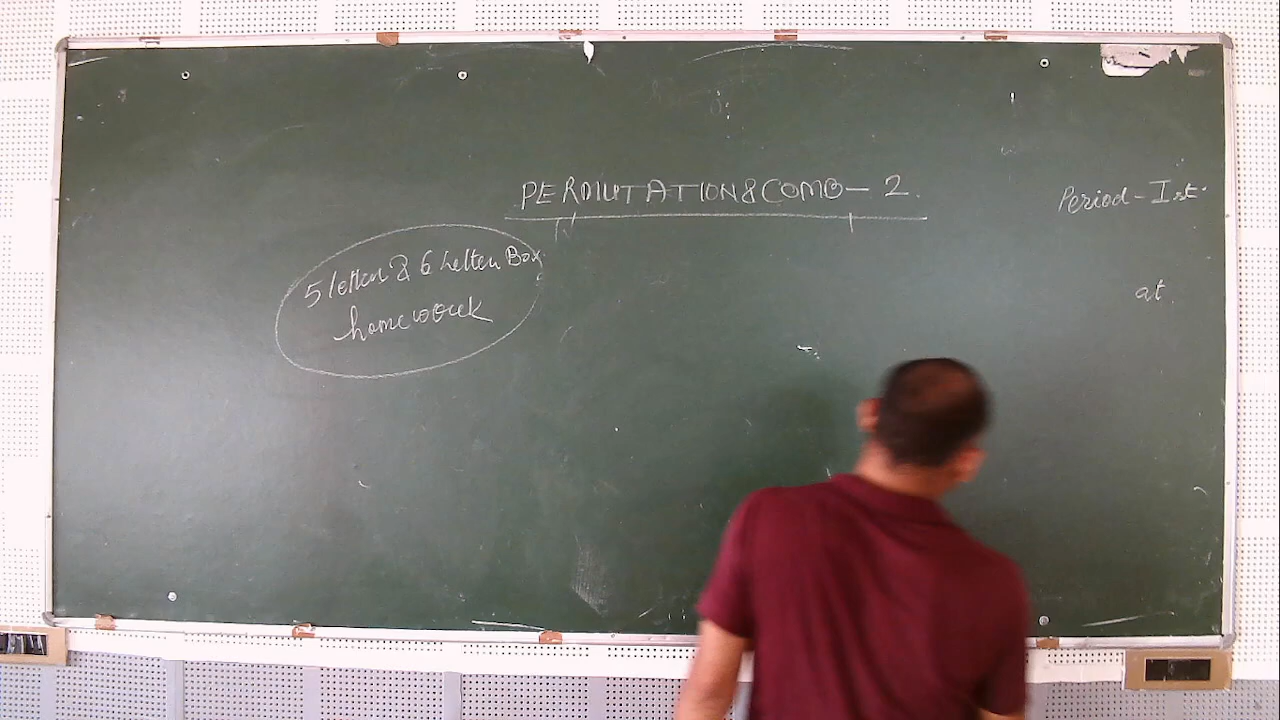 PERMUTATION & COMB - 2.
Period - Ist
5 letter & 6 letter Box
homework
at